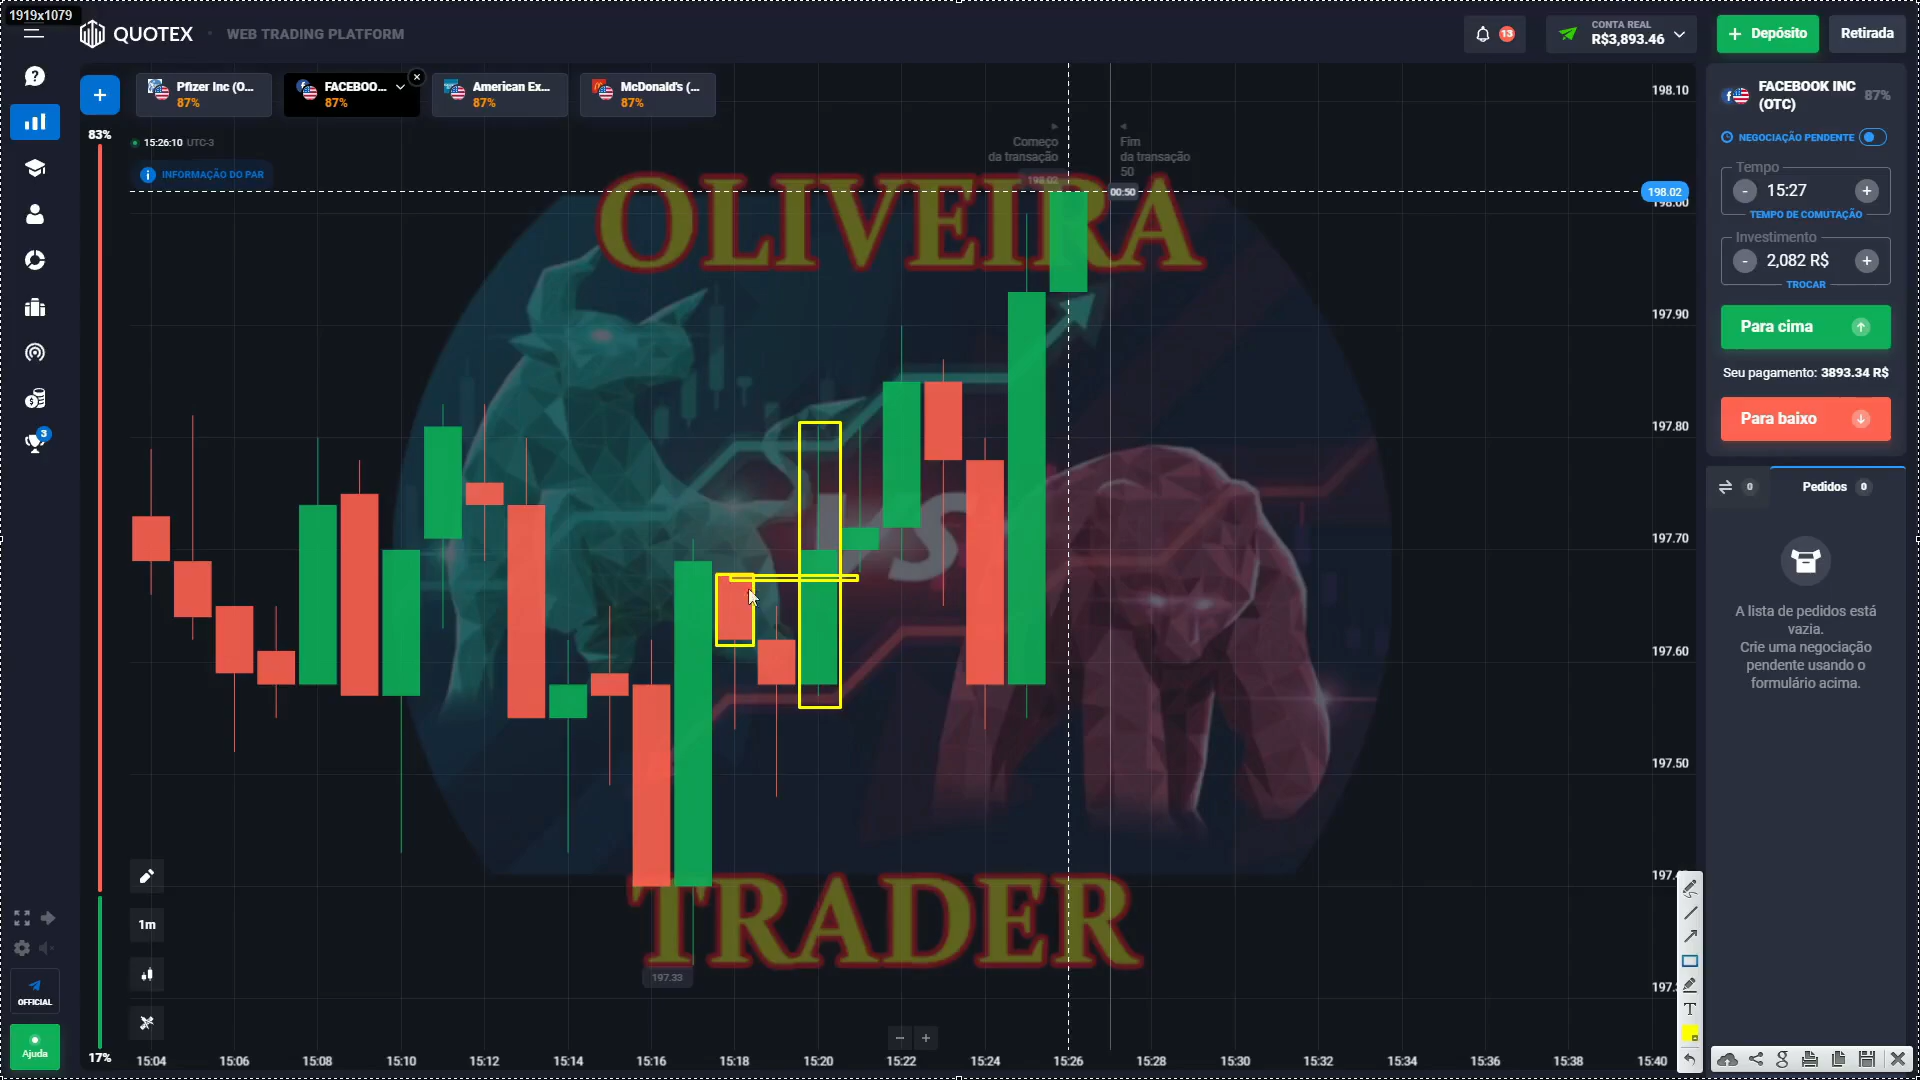 1919x1079
QUOTEX
WEB TRADING PLATFORM
13
CONTA REAL
R$3,893.46
+ Depósito
Retirada
Pfizer Inc (O...
87%
FACEBOO...
87%
American Ex...
87%
McDonald's (...
87%
83%
15:26:10 UTC-3
INFORMAÇÃO DO PAR
Começo
da transação
Fim
da transação
50
198.02
00:50
198.10
198.02
198.00
197.90
197.80
197.70
197.60
197.50
OLIVEIRA
VS
TRADER
197.33
FACEBOOK INC
(OTC)
87%
NEGOCIAÇÃO PENDENTE
Tempo
- 15:27 +
TEMPO DE COMUTAÇÃO
Investimento
- 2,082 R$ +
TROCAR
Para cima
Seu pagamento: 3893.34 R$
Para baixo
0
Pedidos 0
A lista de pedidos está
vazia.
Crie uma negociação
pendente usando o
formulário acima.
3
1m
OFFICIAL
Ajuda
17%
15:04
15:06
15:08
15:10
15:12
15:14
15:16
15:18
15:20
15:22
15:24
15:26
15:28
15:30
15:32
15:34
15:36
15:38
15:40